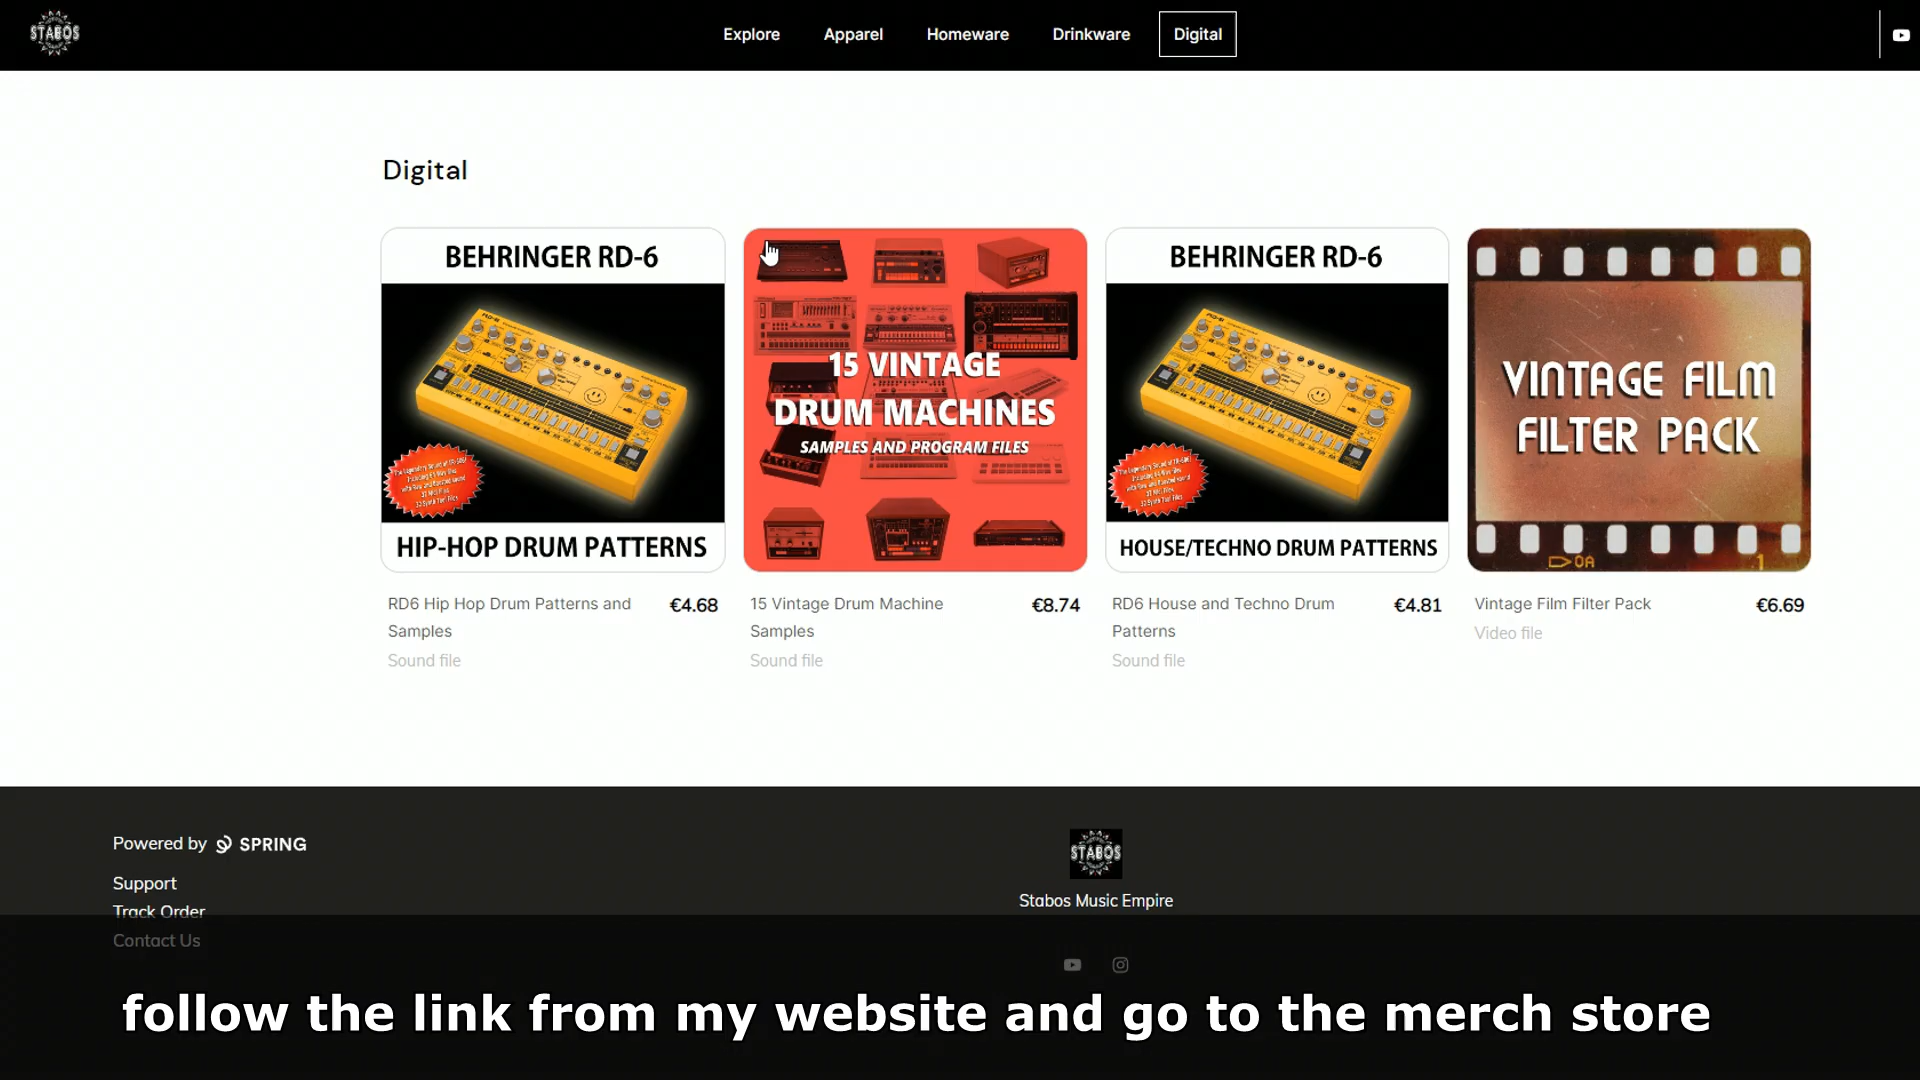 STABOS
Explore
Apparel
Homeware
Drinkware
Digital
Digital
BEHRINGER RD-6
HIP-HOP DRUM PATTERNS
RD6 Hip Hop Drum Patterns and
Samples
€4.68
Sound file
15 VINTAGE
DRUM MACHINES
SAMPLES AND PROGRAM FILES
15 Vintage Drum Machine
Samples
€8.74
Sound file
BEHRINGER RD-6
HOUSE/TECHNO DRUM PATTERNS
RD6 House and Techno Drum
Patterns
€4.81
Sound file
VINTAGE FILM
FILTER PACK
Vintage Film Filter Pack
€6.69
Video file
Powered by SPRING
Support
Track Order
Contact Us
STABOS
Stabos Music Empire
follow the link from my website and go to the merch store